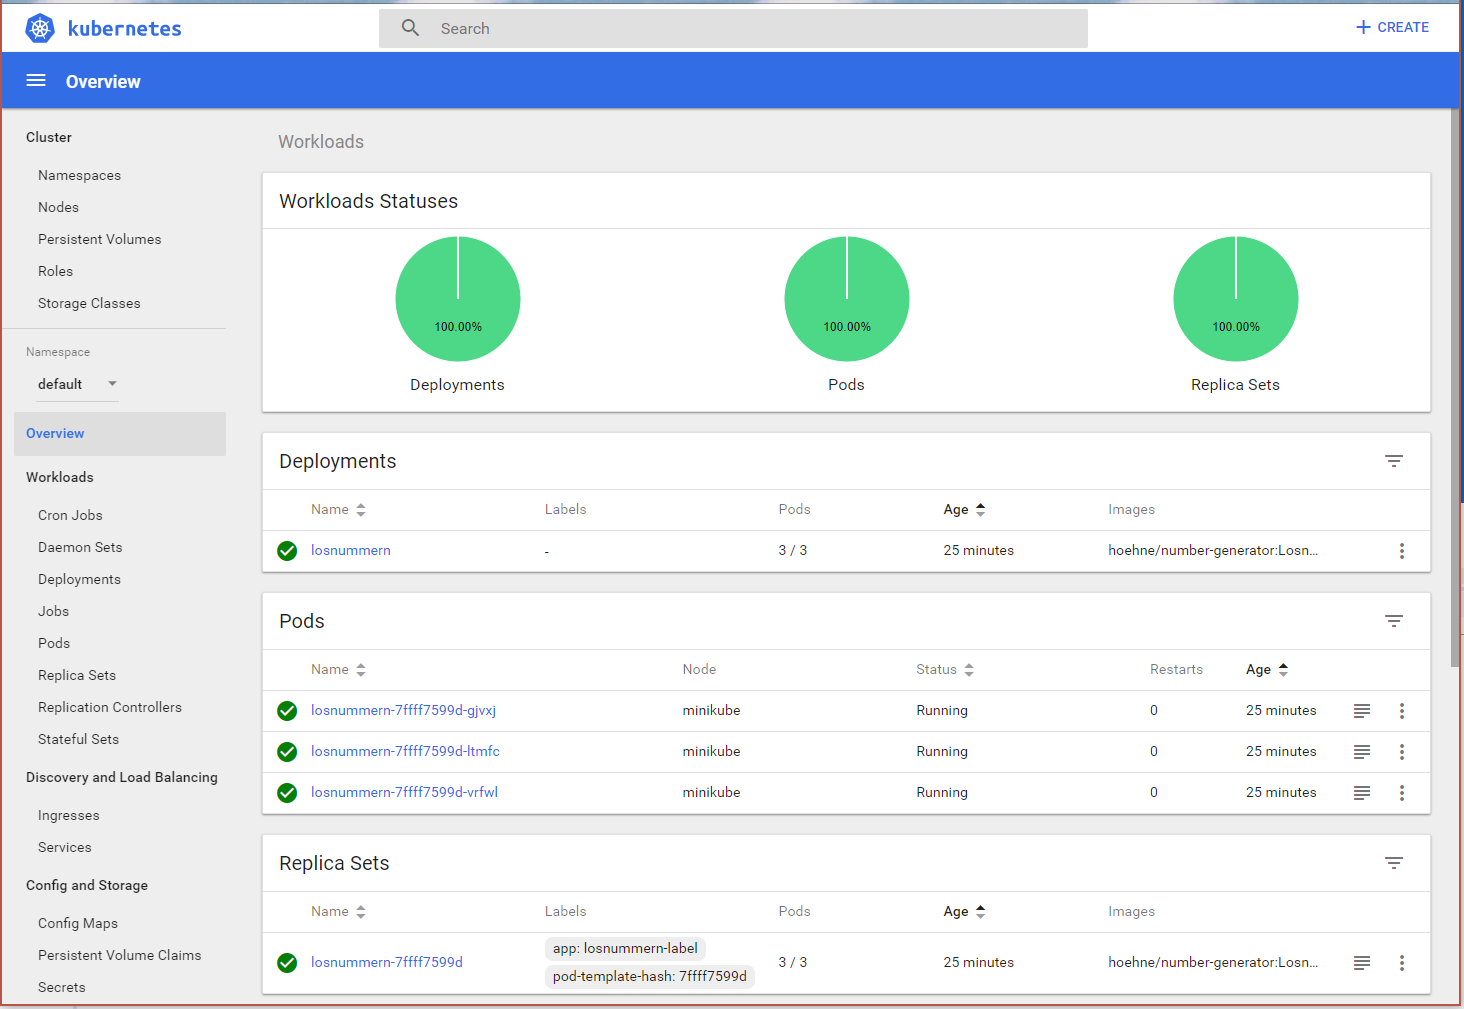 kubernetes
Search
+ CREATE
Overview
Cluster
Namespaces
Nodes
Persistent Volumes
Roles
Storage Classes
Namespace
default
Overview
Workloads
Cron Jobs
Daemon Sets
Deployments
Jobs
Pods
Replica Sets
Replication Controllers
Stateful Sets
Discovery and Load Balancing
Ingresses
Services
Config and Storage
Config Maps
Persistent Volume Claims
Secrets
Workloads
Workloads Statuses
100.00% 100.00% 100.00%
Deployments Pods Replica Sets
Deployments
Name Labels Pods Age Images
losnummern - 3 / 3 25 minutes hoehne/number-generator:Losn...
Pods
Name Node Status Restarts Age
losnummern-7ffff7599d-gjvxj minikube Running 0 25 minutes
losnummern-7ffff7599d-ltmfc minikube Running 0 25 minutes
losnummern-7ffff7599d-vrfwl minikube Running 0 25 minutes
Replica Sets
Name Labels Pods Age Images
app: losnummern-label
losnummern-7ffff7599d 3 / 3 25 minutes hoehne/number-generator:Losn...
pod-template-hash: 7ffff7599d